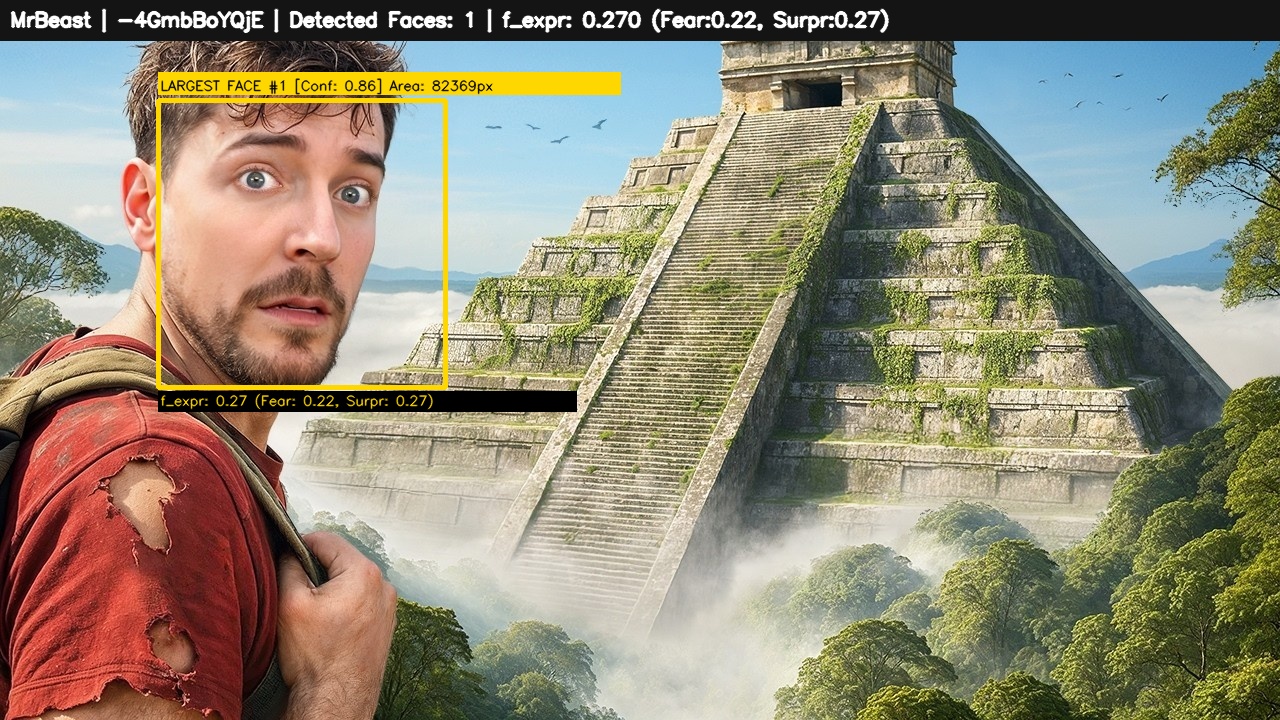 MrBeast | -4GmbBoYQjE | Detected Faces: 1 | f_expr: 0.270 (Fear:0.22, Surpr:0.27)
LARGEST FACE #1 [Conf: 0.86] Area: 82369px
f_expr: 0.27 (Fear: 0.22, Surpr: 0.27)